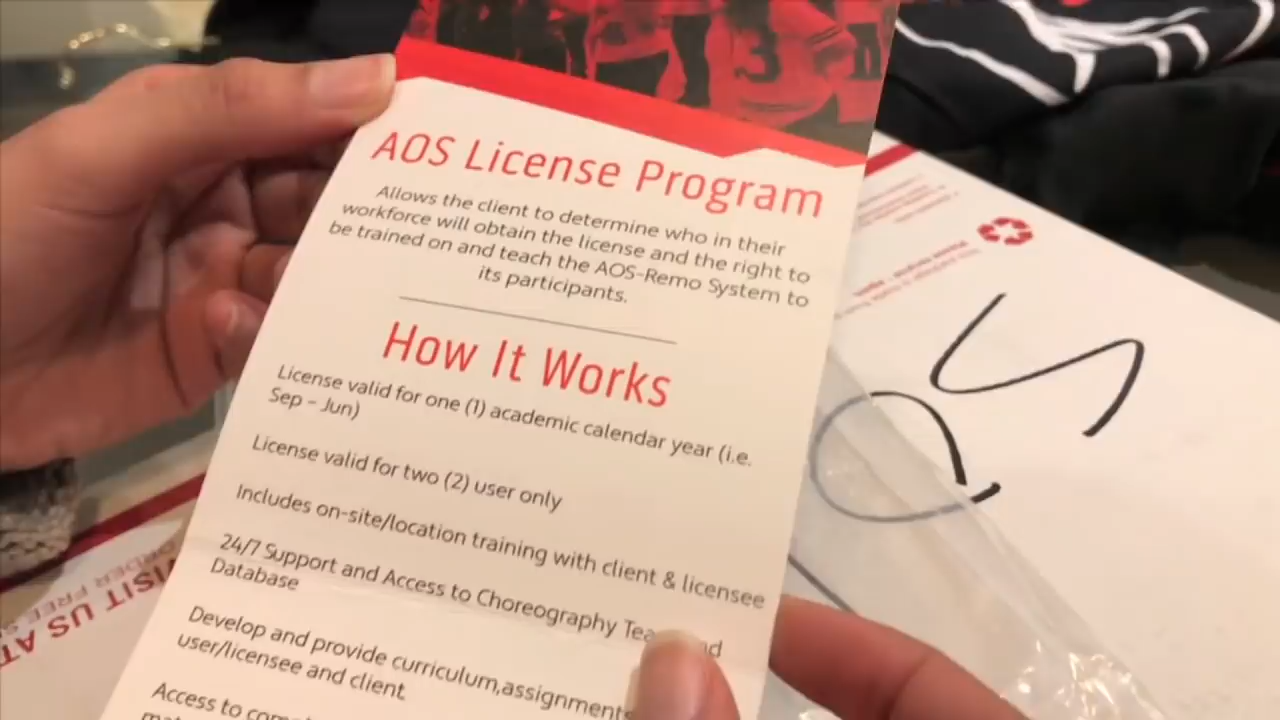 3
AOS License Program
Allows the client to determine who in their
workforce will obtain the license and the right to
be trained on and teach the AOS-Remo System to
its participants.
How It Works
License valid for one (1) academic calendar year (i.e.
Sep - Jun)
License valid for two (2) user only
Includes on-site/location training with client & licensee
24/7 Support and Access to Choreography
Database
Develop and provide curriculum,assignments
user/licensee and client
Access to
VISIT US AT
ORDER FREE